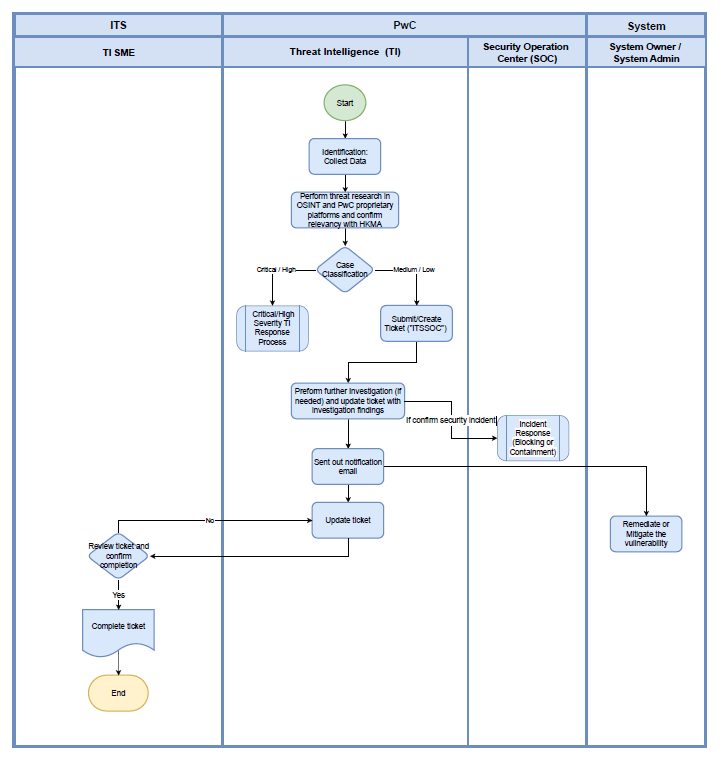 ITS
PwC
System
TI SME
Threat Intelligence (TI)
Security Operation
Center (SOC)
System Owner /
System Admin
Start
Identification:
Collect Data
Perform threat research in
OSINT and PwC proprietary
platforms and confirm
relevancy with HKMA
Case
Classification
Critical / High
Medium / Low
Critical/High
Severity TI
Response
Process
Submit/Create
Ticket ("ITSSOC")
Preform further investigation (if
needed) and update ticket with
investigation findings
If confirm security incident
Incident
Response
(Blocking or
Containment)
Sent out notification
email
No
Update ticket
Remediate or
Mitigate the
vulnerability
Review ticket and
confirm
completion
Yes
Complete ticket
End